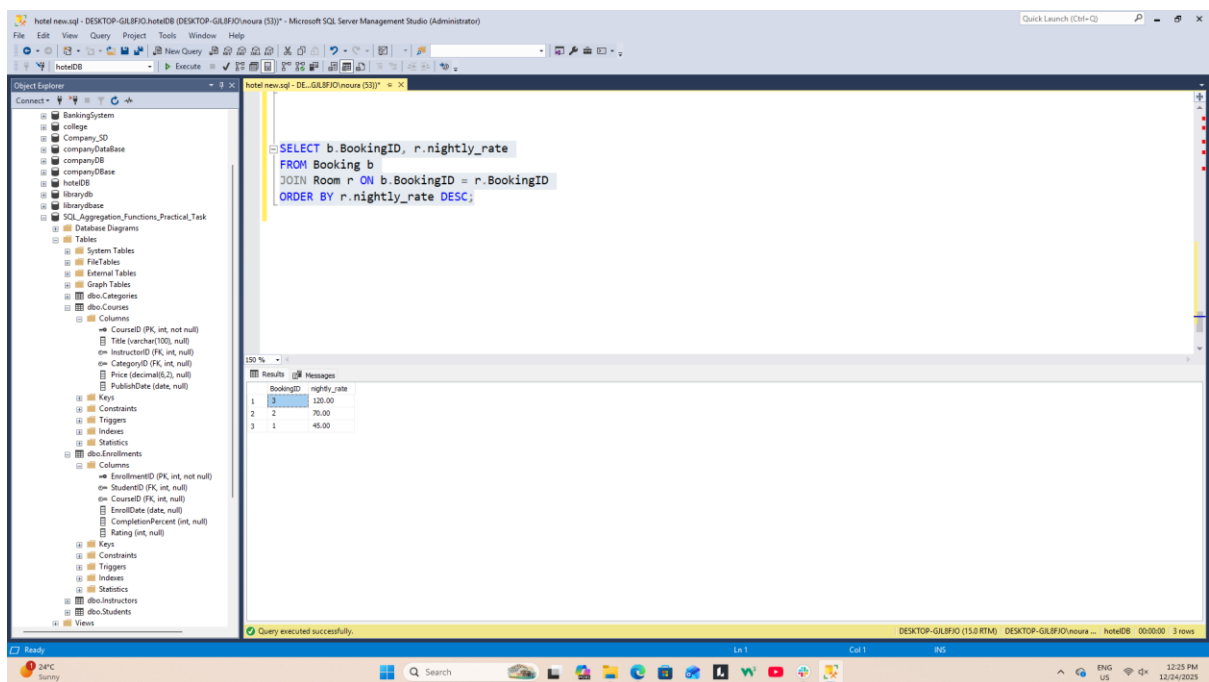 hotel new.sql - DESKTOP-GJL8FJO.hotelDB (DESKTOP-GJL8FJO\noura (53))* - Microsoft SQL Server Management Studio (Administrator)
Quick Launch (Ctrl+Q)
File Edit View Query Project Tools Window Help
New Query
hotelDB
Execute
Object Explorer
hotel new.sql - DE...GJL8FJO\noura (53))*
Connect
BankingSystem
college
Company_SD
companyDataBase
companyDB
companyDBase
hotelDB
librarydb
librarydbase
SQL_Aggregation_Functions_Practical_Task
Database Diagrams
Tables
System Tables
FileTables
External Tables
Graph Tables
dbo.Categories
dbo.Courses
Columns
CourseID (PK, int, not null)
Title (varchar(100), null)
InstructorID (FK, int, null)
CategoryID (FK, int, null)
Price (decimal(6,2), null)
PublishDate (date, null)
Keys
Constraints
Triggers
Indexes
Statistics
dbo.Enrollments
Columns
EnrollmentID (PK, int, not null)
StudentID (FK, int, null)
CourseID (FK, int, null)
EnrollDate (date, null)
CompletionPercent (int, null)
Rating (int, null)
Keys
Constraints
Triggers
Indexes
Statistics
dbo.Instructors
dbo.Students
Views
SELECT b.BookingID, r.nightly_rate
FROM Booking b
JOIN Room r ON b.BookingID = r.BookingID
ORDER BY r.nightly_rate DESC;
150 %
Results Messages
BookingID nightly_rate
1 3 120.00
2 2 70.00
3 1 45.00
Query executed successfully.
DESKTOP-GJL8FJO (15.0 RTM) DESKTOP-GJL8FJO\noura ... hotelDB 00:00:00 3 rows
Ready
Ln 1 Col 1 INS
1
24°C
Sunny
Search
ENG
US
12:25 PM
12/24/2025